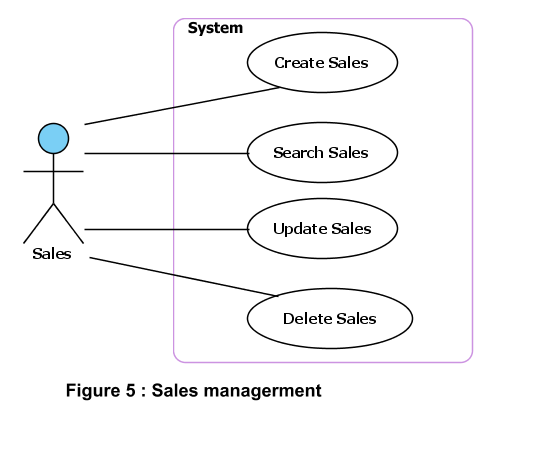 System
Create Sales
Search Sales
Update Sales
Sales
Delete Sales
Figure 5 : Sales managerment